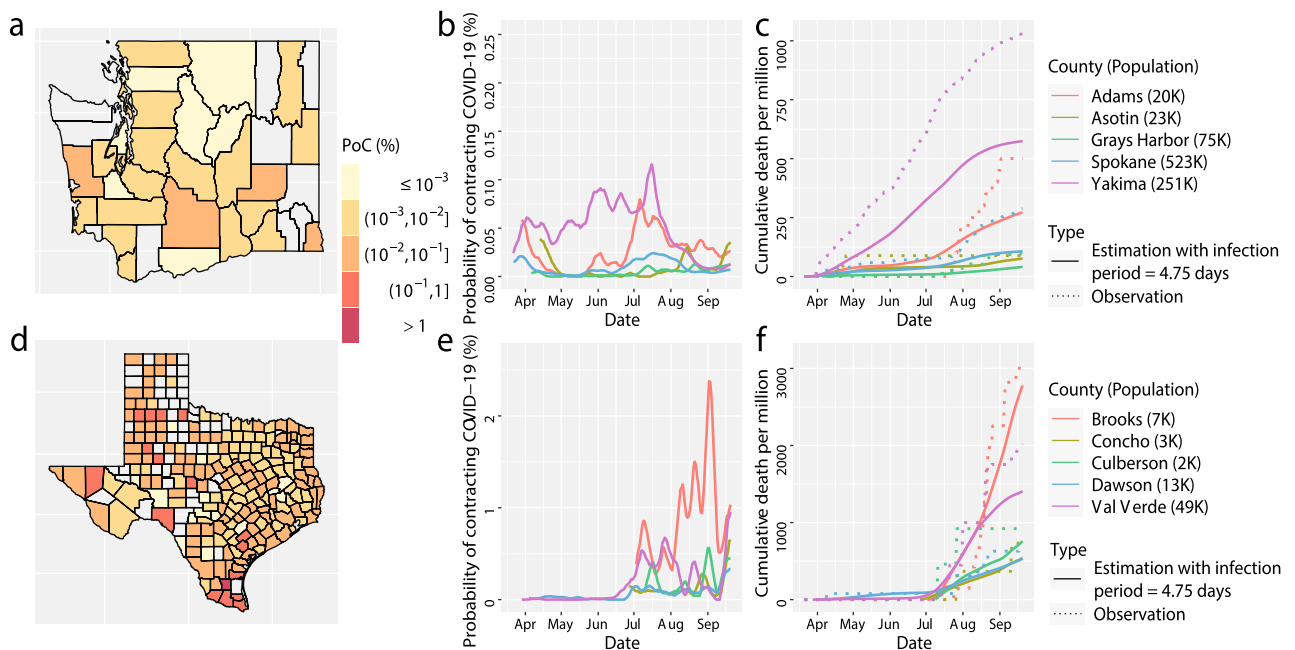 a
PoC (%)
≤ 10⁻³
(10⁻³,10⁻²]
(10⁻²,10⁻¹]
(10⁻¹,1]
> 1
b
Probability of contracting COVID-19 (%)
0.25
0.20
0.15
0.10
0.05
0.00
Apr May Jun Jul Aug Sep
Date
c
Cumulative death per million
1000
750
500
250
0
Apr May Jun Jul Aug Sep
Date
County (Population)
Adams (20K)
Asotin (23K)
Grays Harbor (75K)
Spokane (523K)
Yakima (251K)
Type
Estimation with infection
period = 4.75 days
Observation
d
e
Probability of contracting COVID−19 (%)
2
1
0
Apr May Jun Jul Aug Sep
Date
f
Cumulative death per million
3000
2000
1000
0
Apr May Jun Jul Aug Sep
Date
County (Population)
Brooks (7K)
Concho (3K)
Culberson (2K)
Dawson (13K)
Val Verde (49K)
Type
Estimation with infection
period = 4.75 days
Observation